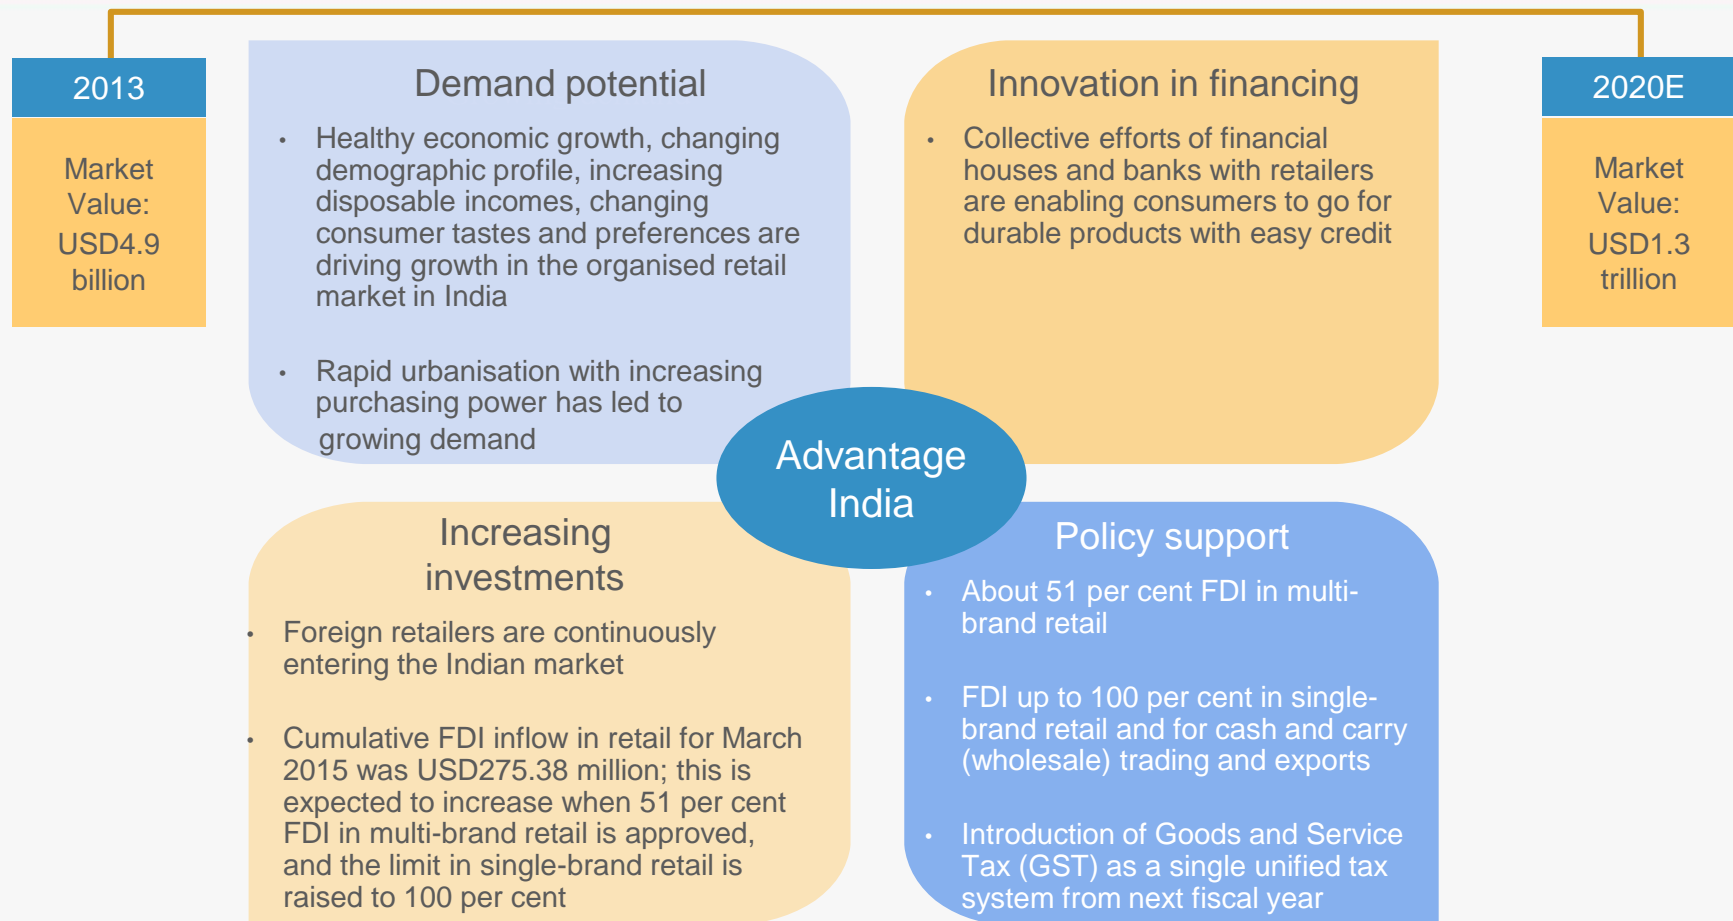 2013
Market
Value:
USD4.9
billion
Demand potential
• Healthy economic growth, changing
demographic profile, increasing
disposable incomes, changing
consumer tastes and preferences are
driving growth in the organised retail
market in India
• Rapid urbanisation with increasing
purchasing power has led to
growing demand
Innovation in financing
• Collective efforts of financial
houses and banks with retailers
are enabling consumers to go for
durable products with easy credit
2020E
Market
Value:
USD1.3
trillion
Advantage
India
Increasing
investments
• Foreign retailers are continuously
entering the Indian market
• Cumulative FDI inflow in retail for March
2015 was USD275.38 million; this is
expected to increase when 51 per cent
FDI in multi-brand retail is approved,
and the limit in single-brand retail is
raised to 100 per cent
Policy support
• About 51 per cent FDI in multi-
brand retail
• FDI up to 100 per cent in single-
brand retail and for cash and carry
(wholesale) trading and exports
• Introduction of Goods and Service
Tax (GST) as a single unified tax
system from next fiscal year